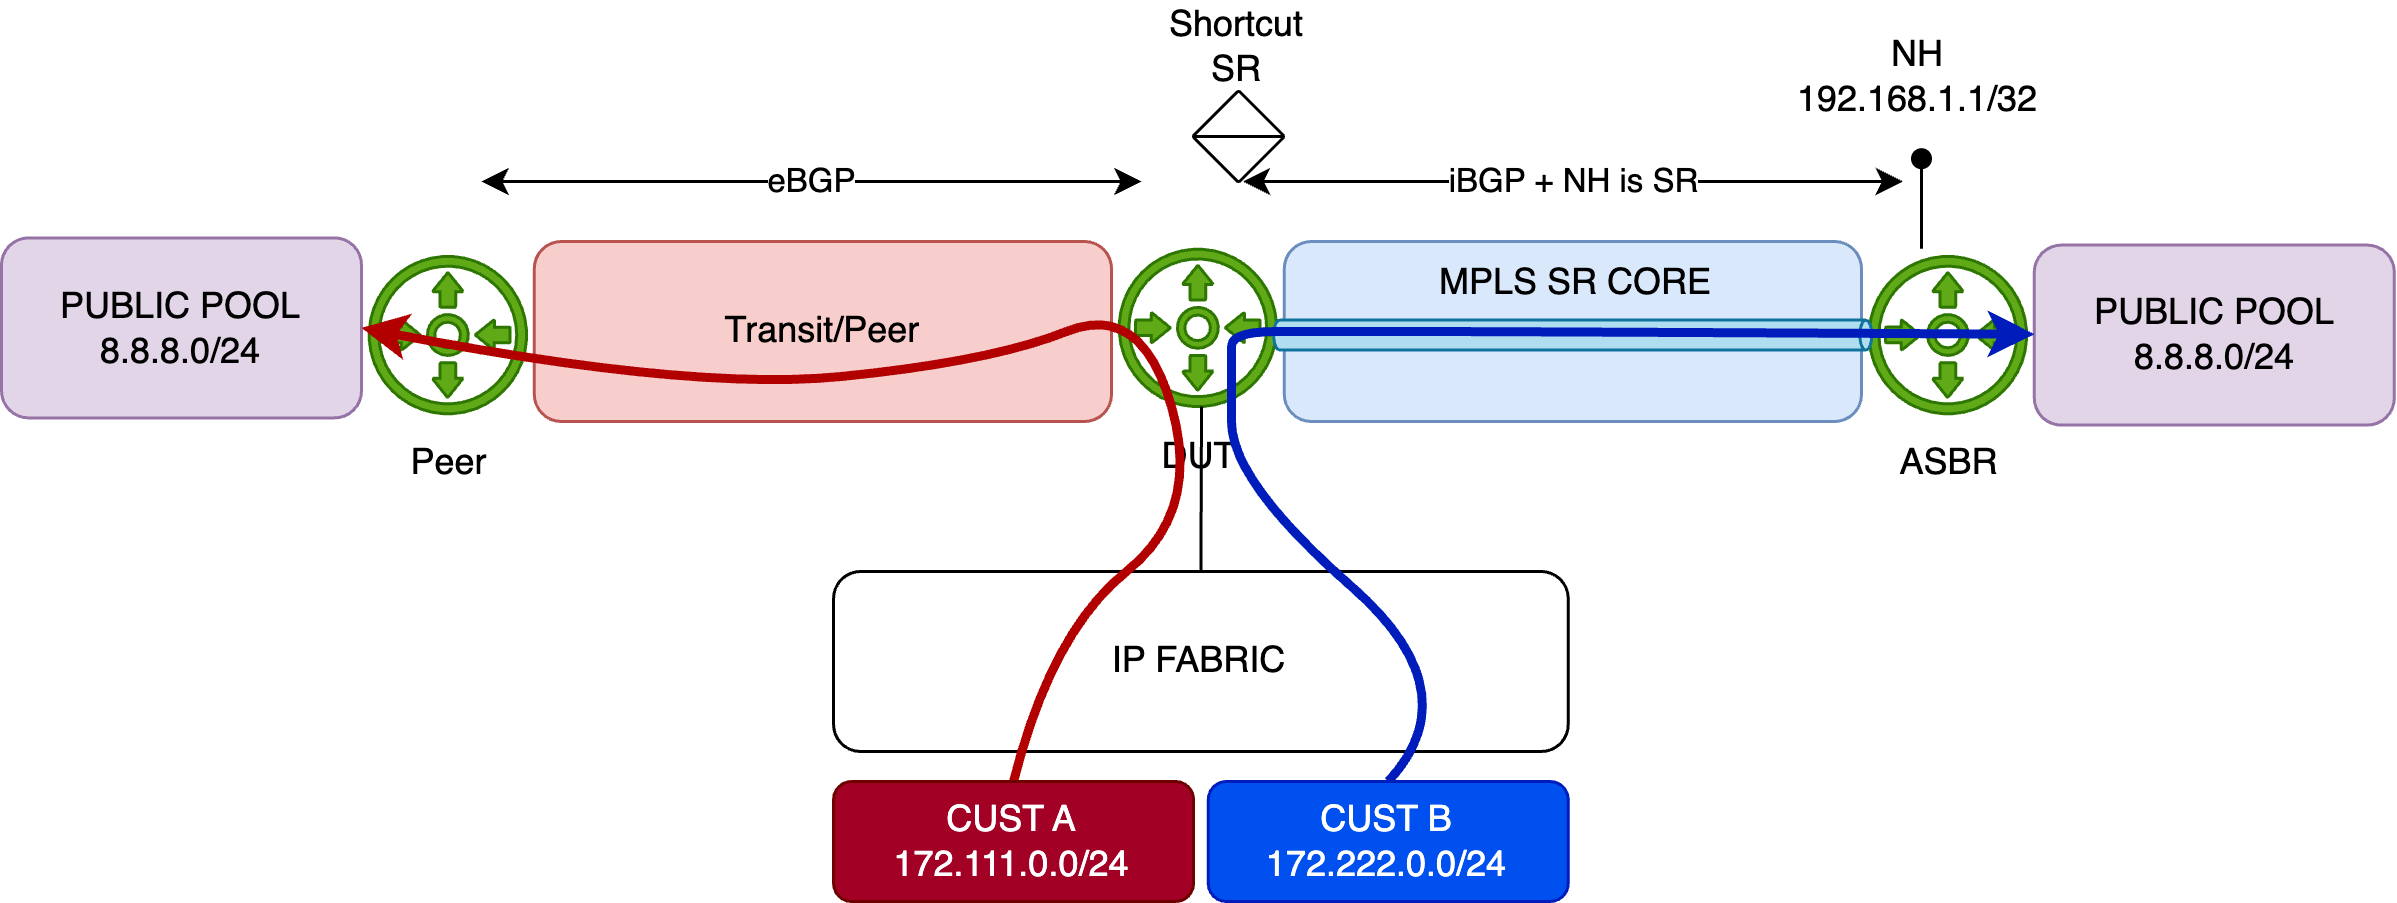 Shortcut
SR
NH
192.168.1.1/32
eBGP
iBGP + NH is SR
PUBLIC POOL
8.8.8.0/24
Transit/Peer
MPLS SR CORE
PUBLIC POOL
8.8.8.0/24
Peer
DUT
ASBR
IP FABRIC
CUST A
172.111.0.0/24
CUST B
172.222.0.0/24